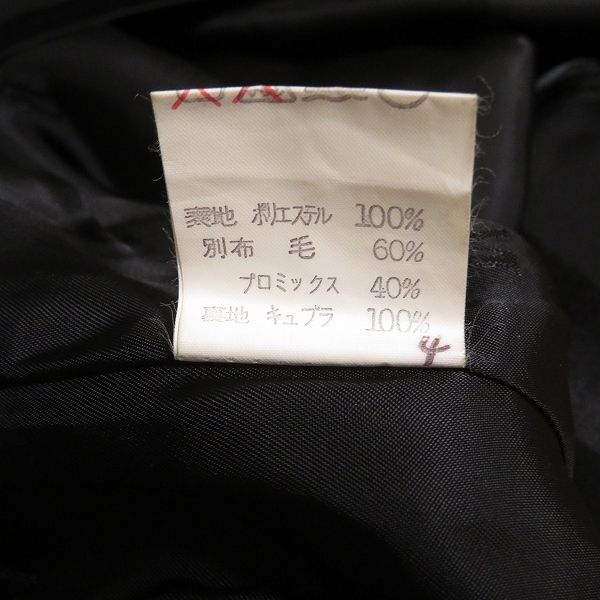 表地 ポリエステル 100%
別布 毛 60%
プロミックス 40%
裏地 キュプラ 100%
4